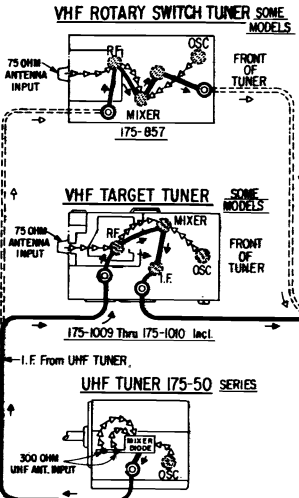 VHF ROTARY SWITCH TUNER SOME
MODELS
75 OHM
ANTENNA
INPUT
RF
OSC
MIXER
FRONT
OF
TUNER
175-857
VHF TARGET TUNER SOME
MODELS
75 OHM
ANTENNA
INPUT
RF
MIXER
I.F.
OSC
FRONT
OF
TUNER
175-1009 Thru 175-1010 Incl.
I.F. From UHF TUNER
UHF TUNER 175-50 SERIES
MIXER
DIODE
300 OHM
UHF ANT. INPUT
OSC